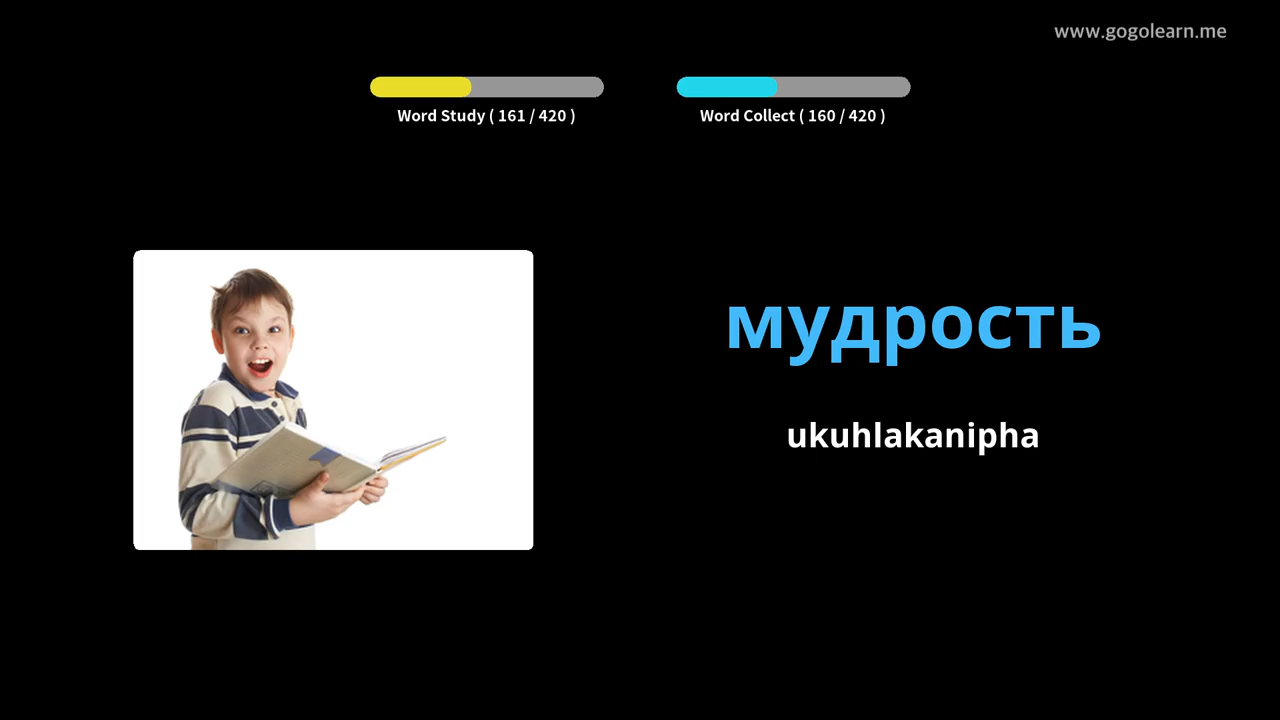 www.gogolearn.me
Word Study ( 161 / 420 )
Word Collect ( 160 / 420 )
мудрость
ukuhlakanipha